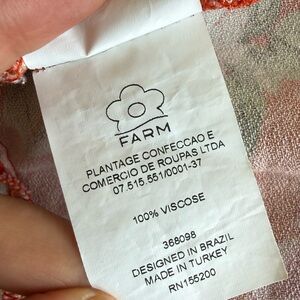 FARM
PLANTAGE CONFECCAO E
COMERCIO DE ROUPAS LTDA
07.515.551/0001-37
100% VISCOSE
368098
DESIGNED IN BRAZIL
MADE IN TURKEY
RN155200